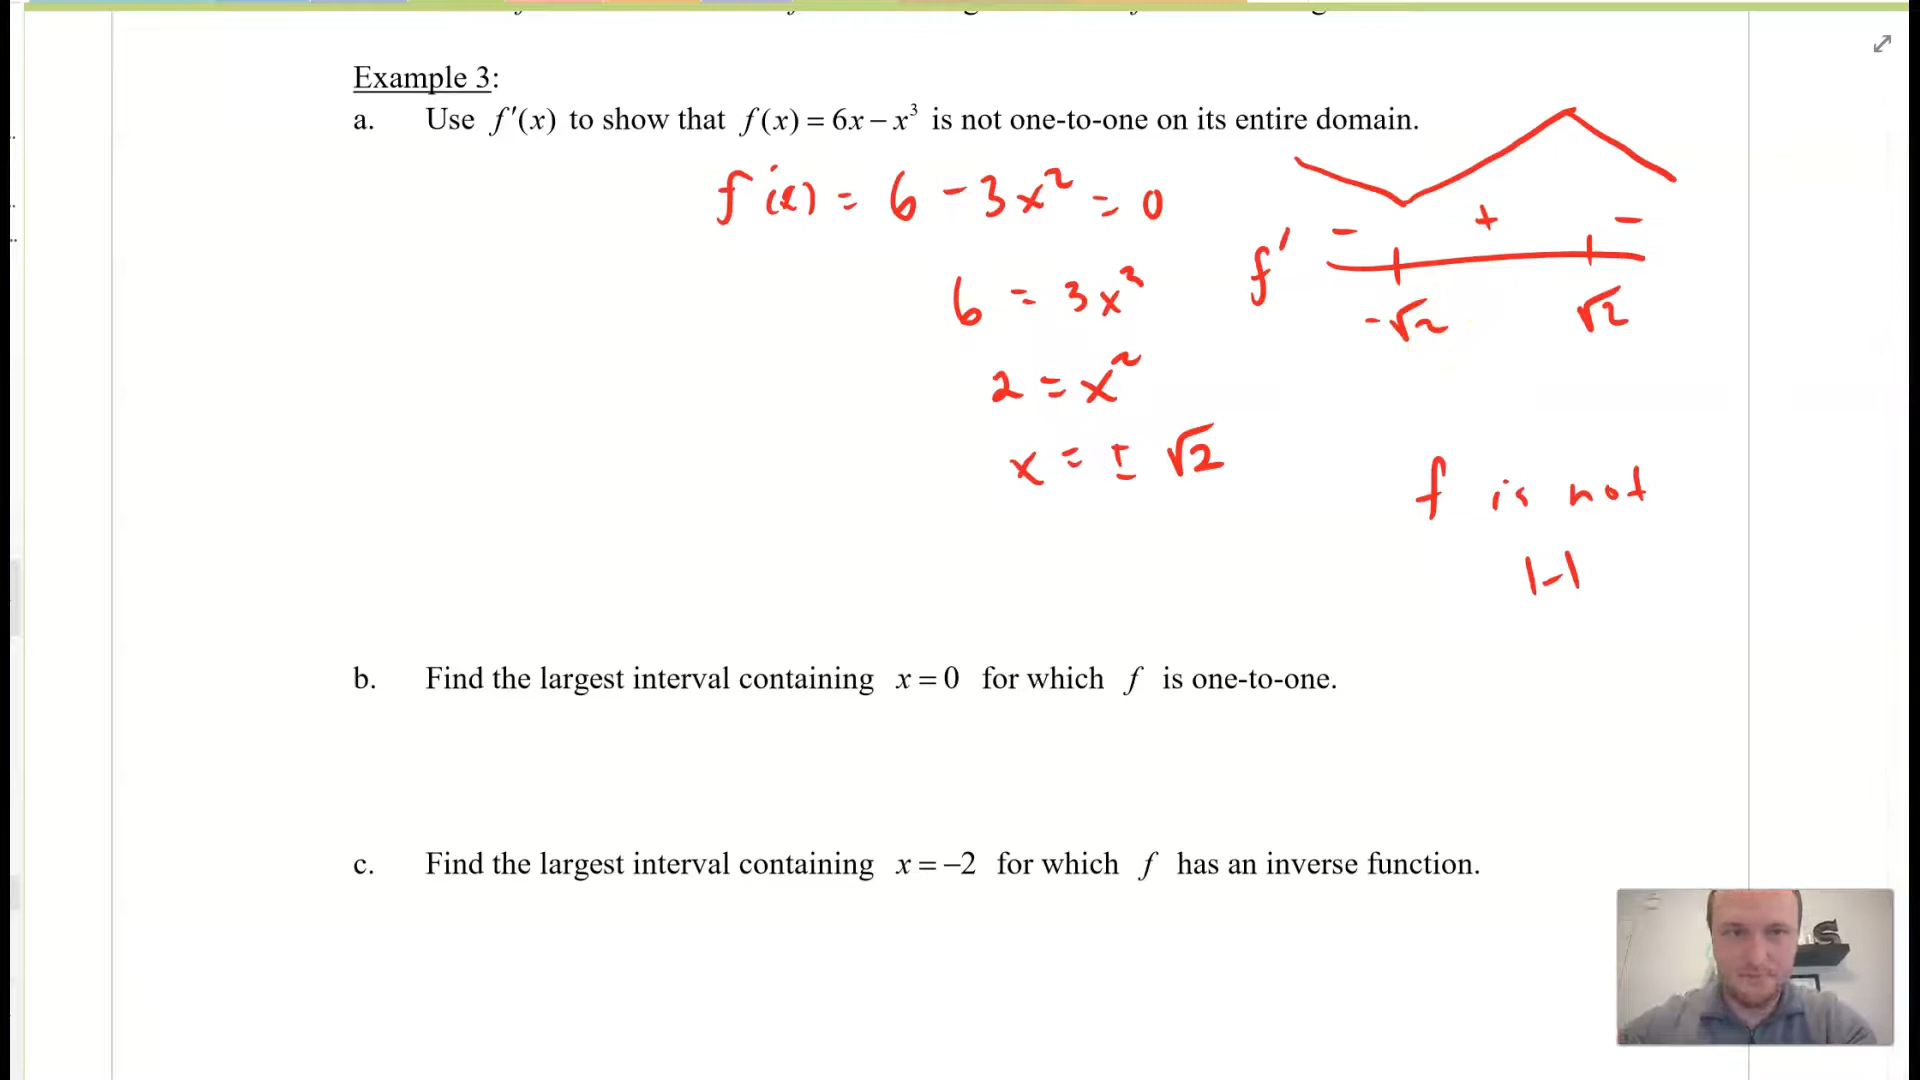 Example 3:
a. Use f′(x) to show that f(x) = 6x − x³ is not one-to-one on its entire domain.
f'(x) = 6 - 3x² = 0
f' - + -
-√2 √2
6 = 3x²
2 = x²
x = ± √2
f is not
1-1
b. Find the largest interval containing x = 0 for which f is one-to-one.
c. Find the largest interval containing x = −2 for which f has an inverse function.
S